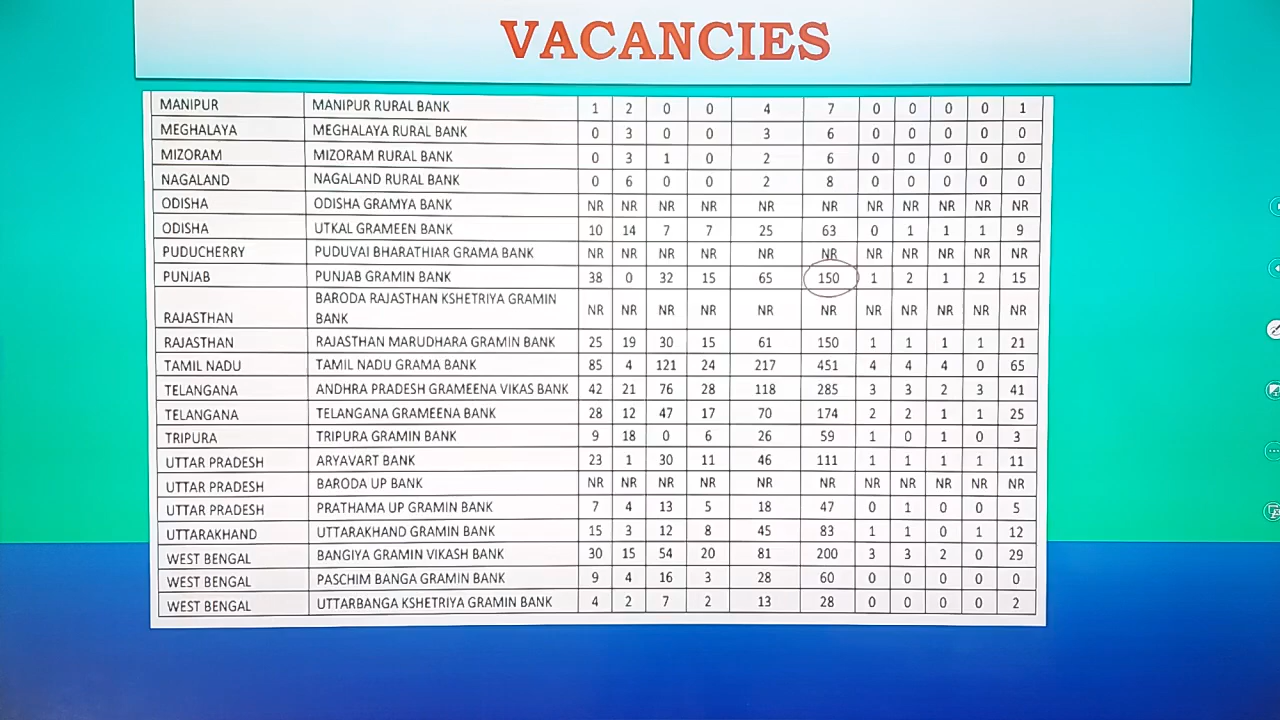 VACANCIES
MANIPUR MANIPUR RURAL BANK 1 2 0 0 4 7 0 0 0 0 1
MEGHALAYA MEGHALAYA RURAL BANK 0 3 0 0 3 6 0 0 0 0 0
MIZORAM MIZORAM RURAL BANK 0 3 1 0 2 6 0 0 0 0 0
NAGALAND NAGALAND RURAL BANK 0 6 0 0 2 8 0 0 0 0 0
ODISHA ODISHA GRAMYA BANK NR NR NR NR NR NR NR NR NR NR NR
ODISHA UTKAL GRAMEEN BANK 10 14 7 7 25 63 0 1 1 1 9
PUDUCHERRY PUDUVAI BHARATHIAR GRAMA BANK NR NR NR NR NR NR NR NR NR NR NR
PUNJAB PUNJAB GRAMIN BANK 38 0 32 15 65 150 1 2 1 2 15
BARODA RAJASTHAN KSHETRIYA GRAMIN
RAJASTHAN BANK NR NR NR NR NR NR NR NR NR NR NR
RAJASTHAN RAJASTHAN MARUDHARA GRAMIN BANK 25 19 30 15 61 150 1 1 1 1 21
TAMIL NADU TAMIL NADU GRAMA BANK 85 4 121 24 217 451 4 4 4 0 65
TELANGANA ANDHRA PRADESH GRAMEENA VIKAS BANK 42 21 76 28 118 285 3 3 2 3 41
TELANGANA TELANGANA GRAMEENA BANK 28 12 47 17 70 174 2 2 1 1 25
TRIPURA TRIPURA GRAMIN BANK 9 18 0 6 26 59 1 0 1 0 3
UTTAR PRADESH ARYAVART BANK 23 1 30 11 46 111 1 1 1 1 11
UTTAR PRADESH BARODA UP BANK NR NR NR NR NR NR NR NR NR NR NR
UTTAR PRADESH PRATHAMA UP GRAMIN BANK 7 4 13 5 18 47 0 1 0 0 5
UTTARAKHAND UTTARAKHAND GRAMIN BANK 15 3 12 8 45 83 1 1 0 1 12
WEST BENGAL BANGIYA GRAMIN VIKASH BANK 30 15 54 20 81 200 3 3 2 0 29
WEST BENGAL PASCHIM BANGA GRAMIN BANK 9 4 16 3 28 60 0 0 0 0 0
WEST BENGAL UTTARBANGA KSHETRIYA GRAMIN BANK 4 2 7 2 13 28 0 0 0 0 2